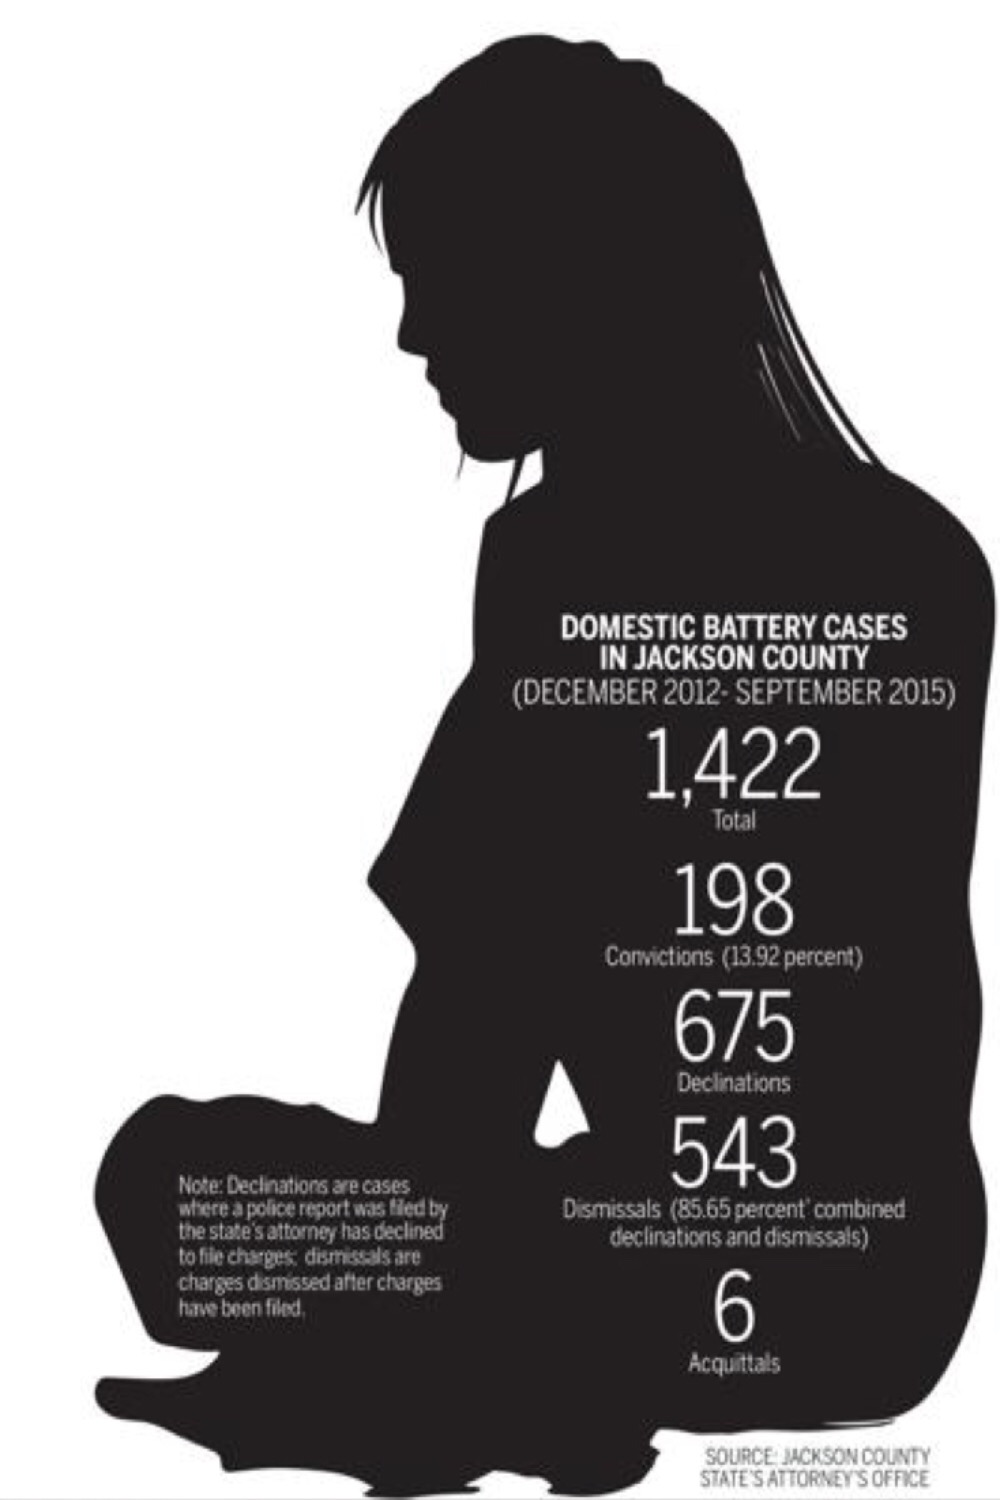 DOMESTIC BATTERY CASES
IN JACKSON COUNTY
(DECEMBER 2012- SEPTEMBER 2015)
1,422
Total
198
Convictions (13.92 percent)
675
Declinations
543
Dismissals (85.65 percent' combined
declinations and dismissals)
6
Acquittals
Note: Declinations are cases
where a police report was filed by
the state's attorney has declined
to file charges; dismissals are
charges dismissed after charges
have been filed.
SOURCE: JACKSON COUNTY
STATE'S ATTORNEY'S OFFICE